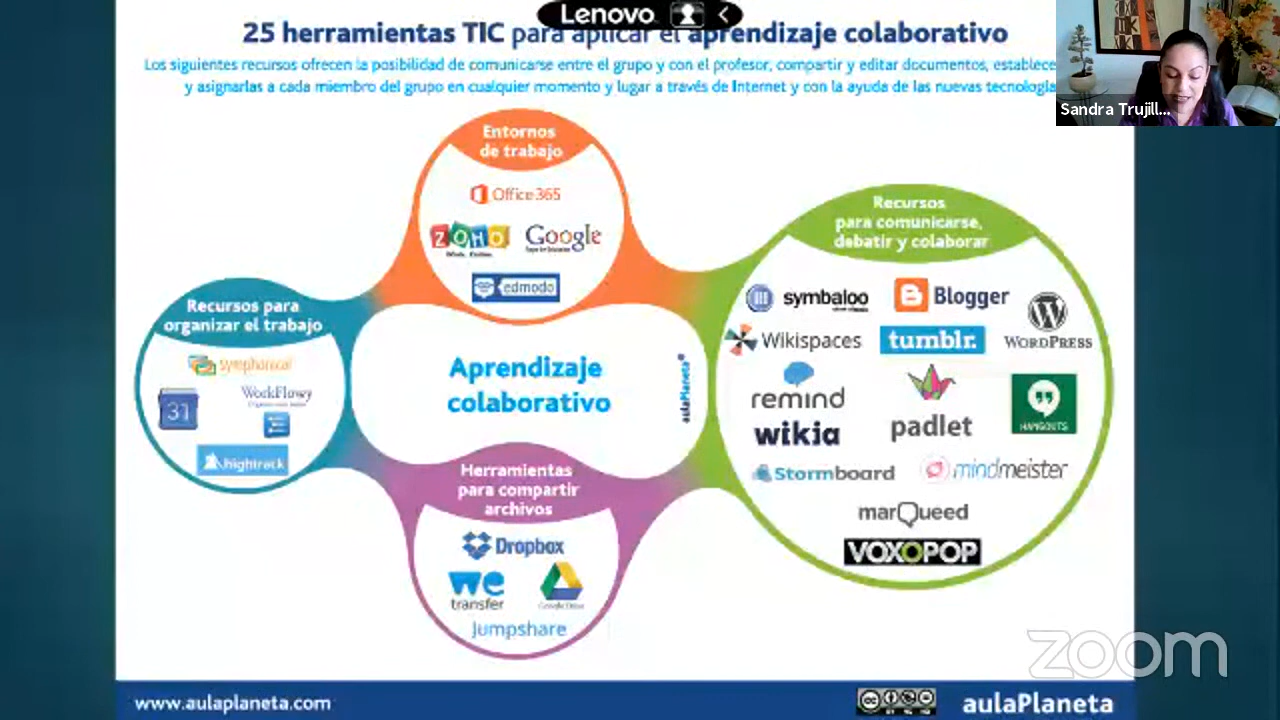 Lenovo
25 herramientas TIC para aplicar el aprendizaje colaborativo
Los siguientes recursos ofrecen la posibilidad de comunicarse entre el grupo y con el profesor, compartir y editar documentos,
y asignarlas a cada miembro del grupo en cualquier momento y lugar a través de Internet y con la ayuda de las nuevas
Sandra Trujill...
Entornos
de trabajo
Office 365
ZOHO
Google
edmodo
Recursos
para comunicarse,
debatir y colaborar
symbaloo
Blogger
Wikispaces
tumblr.
WORDPRESS
remind
padlet
HANGOUTS
wikia
Stormboard
mindmeister
marQueed
VOXOPOP
Recursos para
organizar el trabajo
symphonical
31
WorkFlowy
hightrack
Aprendizaje
colaborativo
aulaPlaneta
Herramientas
para compartir
archivos
Dropbox
we
transfer
Google Drive
Jumpshare
zoom
www.aulaplaneta.com
aulaPlaneta